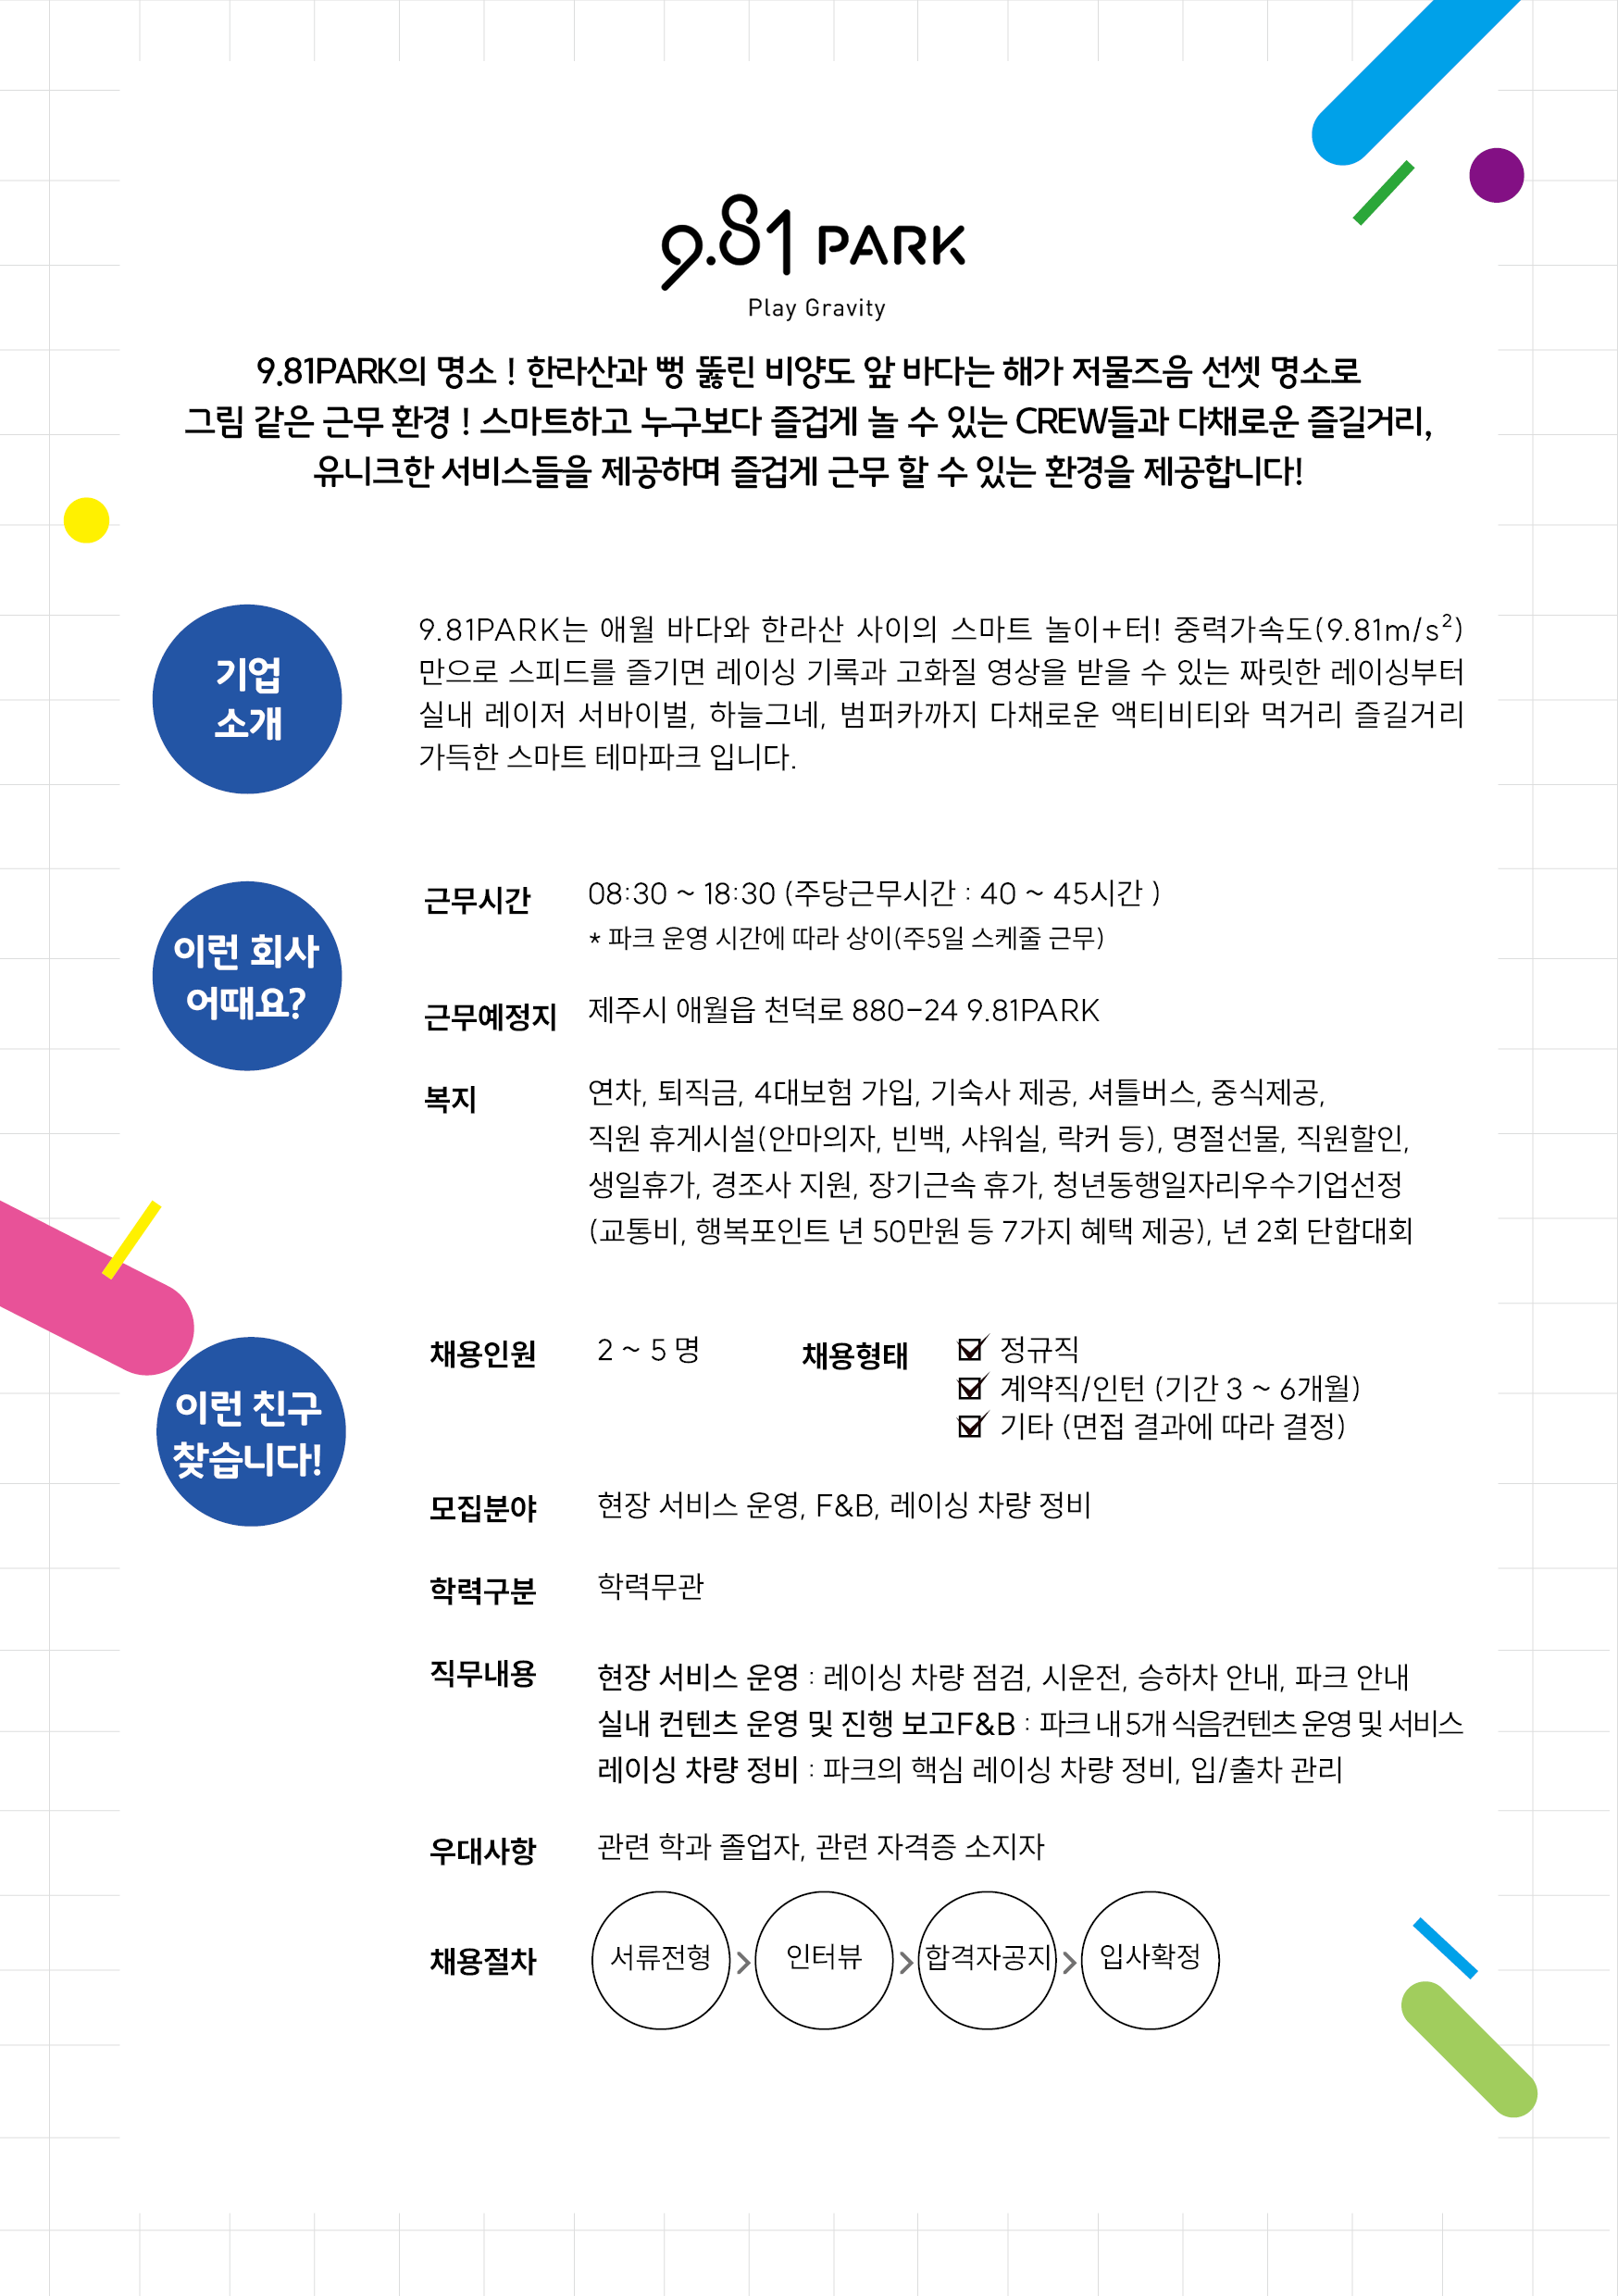 9.81 PARK
Play Gravity
9.81PARK의 명소 ! 한라산과 뻥 뚫린 비양도 앞 바다는 해가 저물즈음 선셋 명소로
그림 같은 근무 환경 ! 스마트하고 누구보다 즐겁게 놀 수 있는 CREW들과 다채로운 즐길거리,
유니크한 서비스들을 제공하며 즐겁게 근무 할 수 있는 환경을 제공합니다!
기업
소개
9.81PARK는 애월 바다와 한라산 사이의 스마트 놀이+터! 중력가속도(9.81m/s²)
만으로 스피드를 즐기면 레이싱 기록과 고화질 영상을 받을 수 있는 짜릿한 레이싱부터
실내 레이저 서바이벌, 하늘그네, 범퍼카까지 다채로운 액티비티와 먹거리 즐길거리
가득한 스마트 테마파크 입니다.
이런 회사
어때요?
근무시간 08:30 ~ 18:30 (주당근무시간 : 40 ~ 45시간 )
* 파크 운영 시간에 따라 상이(주5일 스케줄 근무)
근무예정지 제주시 애월읍 천덕로 880-24 9.81PARK
복지 연차, 퇴직금, 4대보험 가입, 기숙사 제공, 셔틀버스, 중식제공,
직원 휴게시설(안마의자, 빈백, 샤워실, 락커 등), 명절선물, 직원할인,
생일휴가, 경조사 지원, 장기근속 휴가, 청년동행일자리우수기업선정
(교통비, 행복포인트 년 50만원 등 7가지 혜택 제공), 년 2회 단합대회
이런 친구
찾습니다!
채용인원 2 ~ 5 명 채용형태 ☑ 정규직
☑ 계약직/인턴 (기간 3 ~ 6개월)
☑ 기타 (면접 결과에 따라 결정)
모집분야 현장 서비스 운영, F&B, 레이싱 차량 정비
학력구분 학력무관
직무내용 현장 서비스 운영 : 레이싱 차량 점검, 시운전, 승하차 안내, 파크 안내
실내 컨텐츠 운영 및 진행 보고F&B : 파크 내 5개 식음컨텐츠 운영 및 서비스
레이싱 차량 정비 : 파크의 핵심 레이싱 차량 정비, 입/출차 관리
우대사항 관련 학과 졸업자, 관련 자격증 소지자
채용절차 서류전형 > 인터뷰 > 합격자공지 > 입사확정